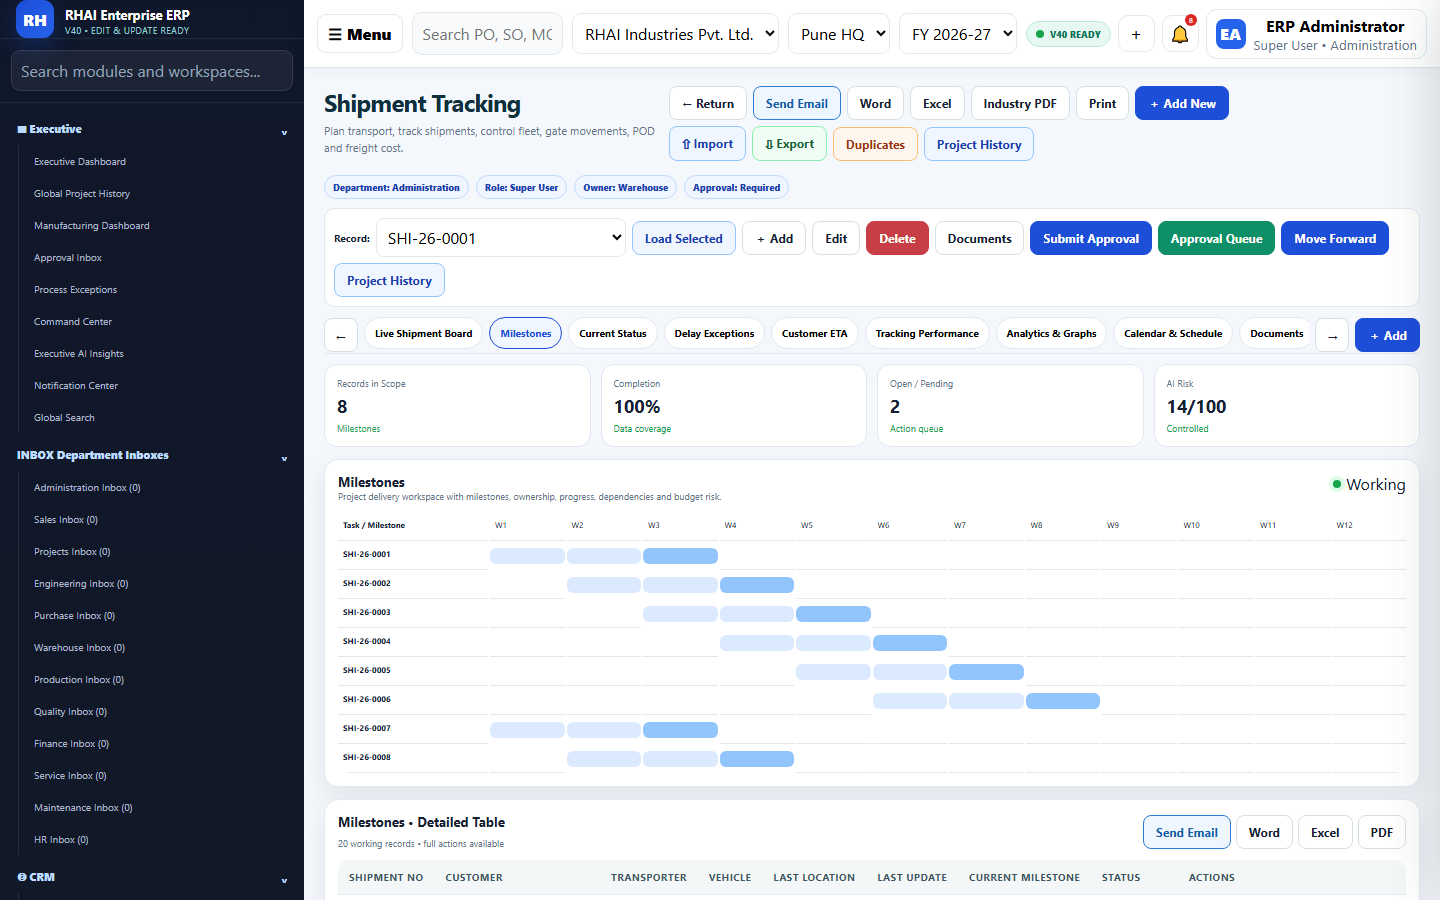 RH
RHAI Enterprise ERP
V40 • EDIT & UPDATE READY
Search modules and workspaces...
Executive
Executive Dashboard
Global Project History
Manufacturing Dashboard
Approval Inbox
Process Exceptions
Command Center
Executive AI Insights
Notification Center
Global Search
INBOX Department Inboxes
Administration Inbox (0)
Sales Inbox (0)
Projects Inbox (0)
Engineering Inbox (0)
Purchase Inbox (0)
Warehouse Inbox (0)
Production Inbox (0)
Quality Inbox (0)
Finance Inbox (0)
Service Inbox (0)
Maintenance Inbox (0)
HR Inbox (0)
CRM
☰ Menu
Search PO, SO, MO
RHAI Industries Pvt. Ltd.
Pune HQ
FY 2026-27
V40 READY
+
8
EA
ERP Administrator
Super User • Administration
Shipment Tracking
Plan transport, track shipments, control fleet, gate movements, POD
and freight cost.
← Return
Send Email
Word
Excel
Industry PDF
Print
+ Add New
⇧ Import
⇩ Export
Duplicates
Project History
Department: Administration
Role: Super User
Owner: Warehouse
Approval: Required
Record:
SHI-26-0001
Load Selected
+ Add
Edit
Delete
Documents
Submit Approval
Approval Queue
Move Forward
Project History
←
Live Shipment Board
Milestones
Current Status
Delay Exceptions
Customer ETA
Tracking Performance
Analytics & Graphs
Calendar & Schedule
Documents
→
+ Add
Records in Scope
8
Milestones
Completion
100%
Data coverage
Open / Pending
2
Action queue
AI Risk
14/100
Controlled
Milestones
Project delivery workspace with milestones, ownership, progress, dependencies and budget risk.
Working
Task / Milestone W1 W2 W3 W4 W5 W6 W7 W8 W9 W10 W11 W12
SHI-26-0001
SHI-26-0002
SHI-26-0003
SHI-26-0004
SHI-26-0005
SHI-26-0006
SHI-26-0007
SHI-26-0008
Milestones • Detailed Table
20 working records • full actions available
Send Email
Word
Excel
PDF
SHIPMENT NO CUSTOMER TRANSPORTER VEHICLE LAST LOCATION LAST UPDATE CURRENT MILESTONE STATUS ACTIONS